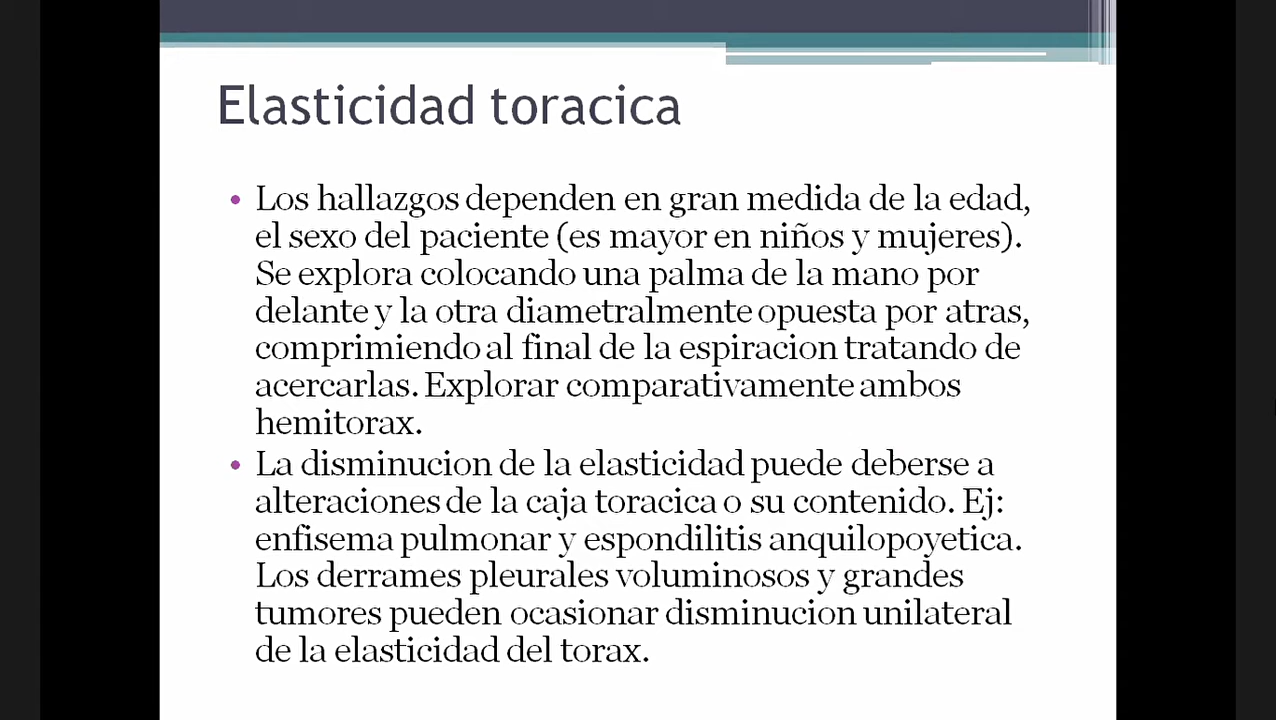 Elasticidad toracica
• Los hallazgos dependen en gran medida de la edad,
el sexo del paciente (es mayor en niños y mujeres).
Se explora colocando una palma de la mano por
delante y la otra diametralmente opuesta por atras,
comprimiendo al final de la espiracion tratando de
acercarlas. Explorar comparativamente ambos
hemitorax.
• La disminucion de la elasticidad puede deberse a
alteraciones de la caja toracica o su contenido. Ej:
enfisema pulmonar y espondilitis anquilopoyetica.
Los derrames pleurales voluminosos y grandes
tumores pueden ocasionar disminucion unilateral
de la elasticidad del torax.